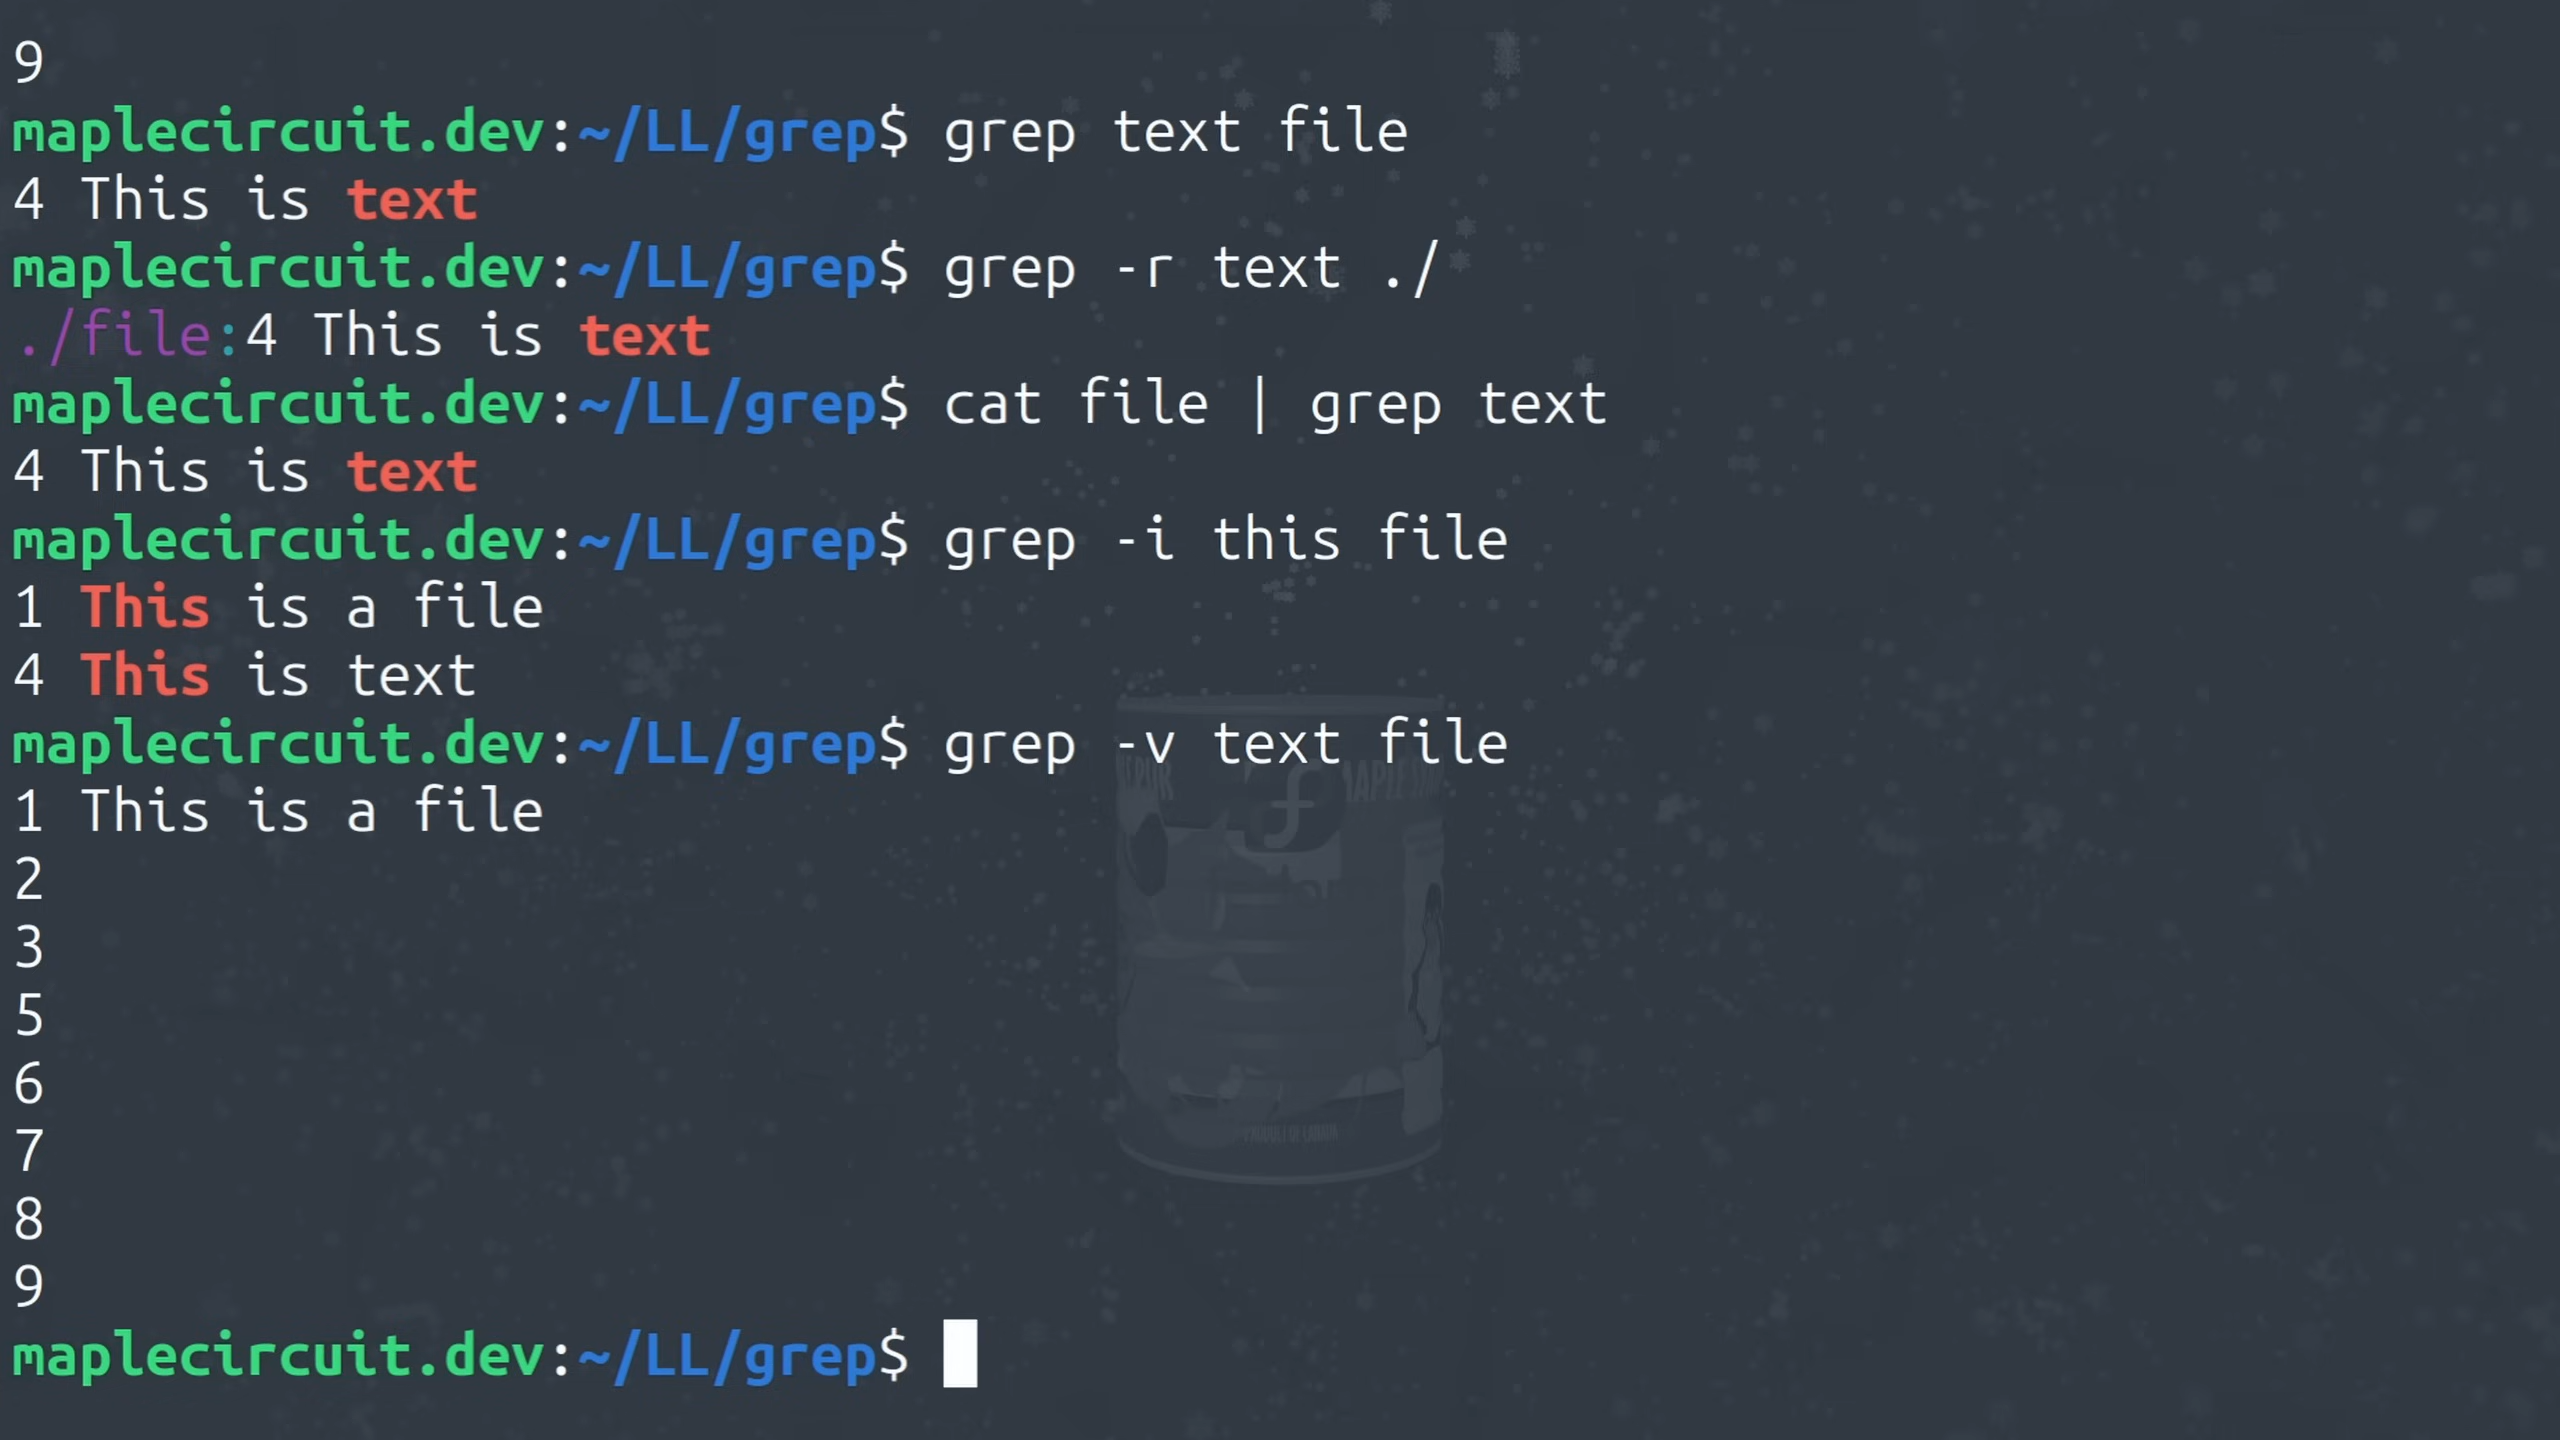 9
maplecircuit.dev:~/LL/grep$ grep text file
4 This is text
maplecircuit.dev:~/LL/grep$ grep -r text ./
./file:4 This is text
maplecircuit.dev:~/LL/grep$ cat file | grep text
4 This is text
maplecircuit.dev:~/LL/grep$ grep -i this file
1 This is a file
4 This is text
maplecircuit.dev:~/LL/grep$ grep -v text file
1 This is a file
2
3
5
6
7
8
9
maplecircuit.dev:~/LL/grep$